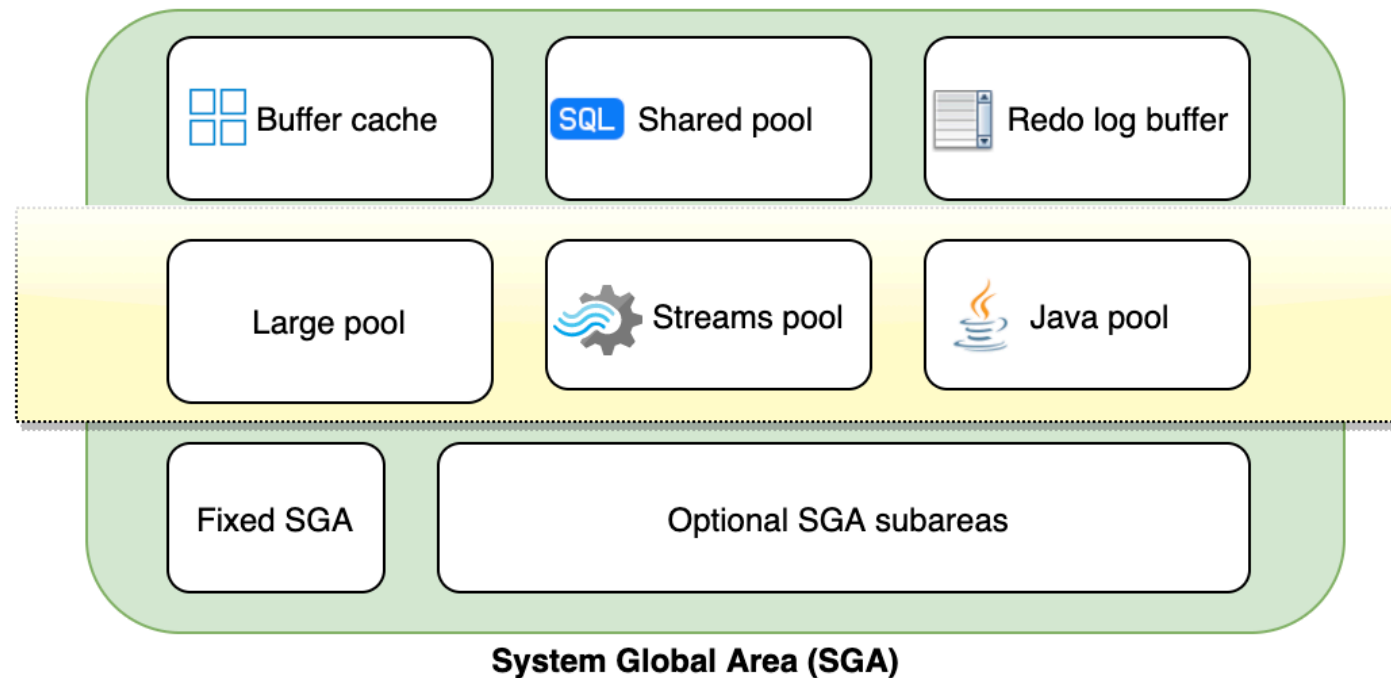 Buffer cache
SQL Shared pool
Redo log buffer
Large pool
Streams pool
Java pool
Fixed SGA
Optional SGA subareas
System Global Area (SGA)